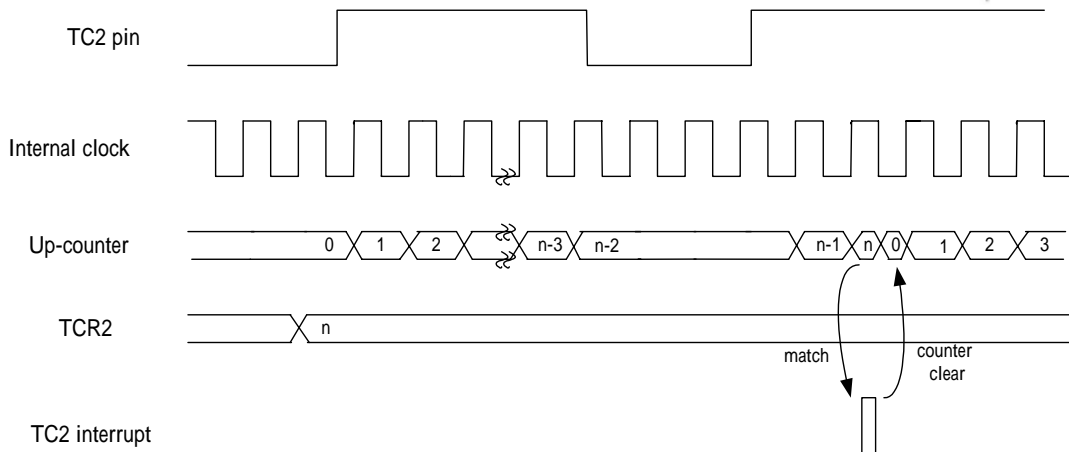 TC2 pin
Internal clock
Up-counter
0 1 2 n-3 n-2 n-1 n 0 1 2 3
TCR2
n
match
counter
clear
TC2 interrupt